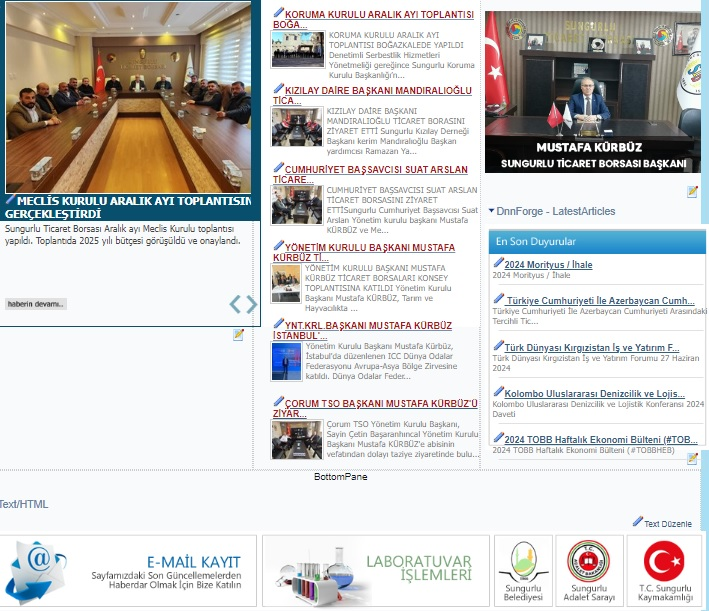 MECLİS KURULU ARALIK AYI TOPLANTISIN
GERÇEKLEŞTİRDİ
Sungurlu Ticaret Borsası Aralık ayı Meclis Kurulu toplantısı
yapıldı. Toplantıda 2025 yılı bütçesi görüşüldü ve onaylandı.
haberin devamı..
KORUMA KURULU ARALIK AYI TOPLANTISI
BOĞA...
KORUMA KURULU ARALIK AYI
TOPLANTISI BOĞAZKALEDE YAPILDI
Denetimli Serbestlik Hizmetleri
Yönetmeliği gereğince Sungurlu Koruma
Kurulu Başkanlığı'n...
KIZILAY DAİRE BAŞKANI MANDIRALIOĞLU
TİCA...
KIZILAY DAİRE BAŞKANI
MANDIRALIOĞLU TİCARET BORASINI
ZİYARET ETTİ Sungurlu Kızılay Derneği
Başkanı kerim Mandıralıoğlu Başkan
yardımcısı Ramazan Ya...
CUMHURİYET BAŞSAVCISI SUAT ARSLAN
TİCARE...
CUMHURİYET BAŞSAVCISI SUAT ARSLAN
TİCARET BORSASINI ZİYARET
ETTİSungurlu Cumhuriyet Başsavcısı Suat
Arslan Yönetim kurulu başkanı Mustafa
KÜRBÜZ ve Me...
YÖNETİM KURULU BAŞKANI MUSTAFA
KÜRBÜZ Tİ...
YÖNETİM KURULU BAŞKANI MUSTAFA
KÜRBÜZ TİCARET BORSALARI KONSEY
TOPLANTISINA KATILDI Yönetim Kurulu
Başkanı Mustafa KÜRBÜZ, Tarım ve
Hayvacılıkta ...
YNT.KRL.BAŞKANI MUSTAFA KÜRBÜZ
İSTANBUL'...
Yönetim Kurulu Başkanı Mustafa Kürbüz,
İstabul'da düzenlenen ICC Dünya Odalar
Federasyonu Avrupa-Asya Bölge Zirvesine
katıldı. Dünya Odalar Feder...
ÇORUM TSO BAŞKANI MUSTAFA KÜRBÜZ'Ü
ZİYAR...
Çorum TSO Yönetim Kurulu Başkanı,
Sayin Çetin Başaranhıncal Yönetim Kurulu
Başkanı Mustafa KÜRBÜZ'e abisinin
vefatından dolayı taziye ziyaretinde bulu...
MUSTAFA KÜRBÜZ
SUNGURLU TİCARET BORSASI BAŞKANI
DnnForge - LatestArticles
En Son Duyurular
2024 Morityus / İhale
2024 Morityus / İhale
Türkiye Cumhuriyeti İle Azerbaycan Cumh...
Türkiye Cumhuriyeti İle Azerbaycan Cumhuriyeti Arasındaki
Tercihli Tic...
Türk Dünyası Kırgızistan İş ve Yatırım F...
Türk Dünyası Kırgızistan İş ve Yatırım Forumu 27 Haziran
2024
Kolombo Uluslararası Denizcilik ve Lojis...
Kolombo Uluslararası Denizcilik ve Lojistik Konferansı 2024
Daveti
2024 TOBB Haftalık Ekonomi Bülteni (#TOB...
2024 TOBB Haftalık Ekonomi Bülteni (#TOBBHEB)
BottomPane
Text/HTML
Text Düzenle
E-MAİL KAYIT
Sayfamızdaki Son Güncellemelerden
Haberdar Olmak İçin Bize Katılın
LABORATUVAR
İŞLEMLERİ
Sungurlu
Belediyesi
Sungurlu
Adalet Sarayı
T.C. Sungurlu
Kaymakamlığı